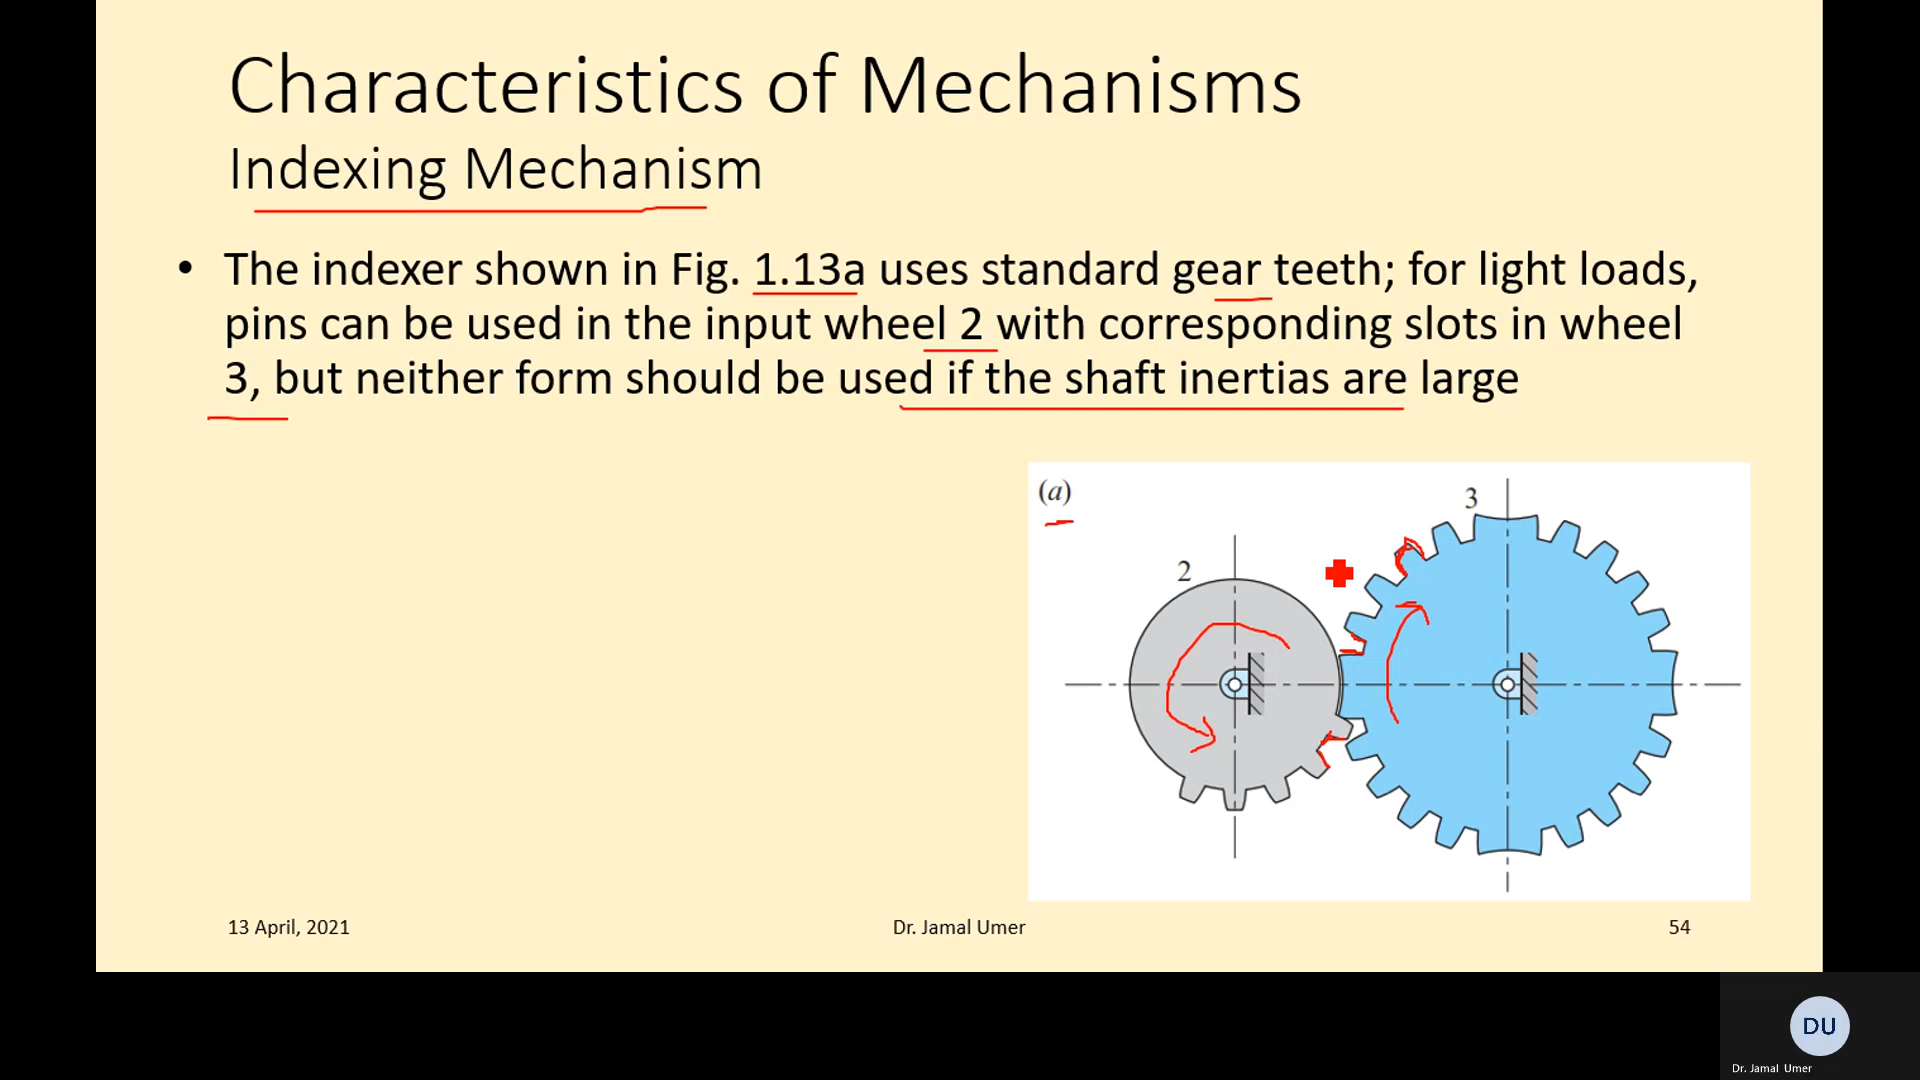 Characteristics of Mechanisms
Indexing Mechanism
• The indexer shown in Fig. 1.13a uses standard gear teeth; for light loads,
pins can be used in the input wheel 2 with corresponding slots in wheel
3, but neither form should be used if the shaft inertias are large
(a)
3
2
13 April, 2021
Dr. Jamal Umer
54
DU
Dr. Jamal Umer